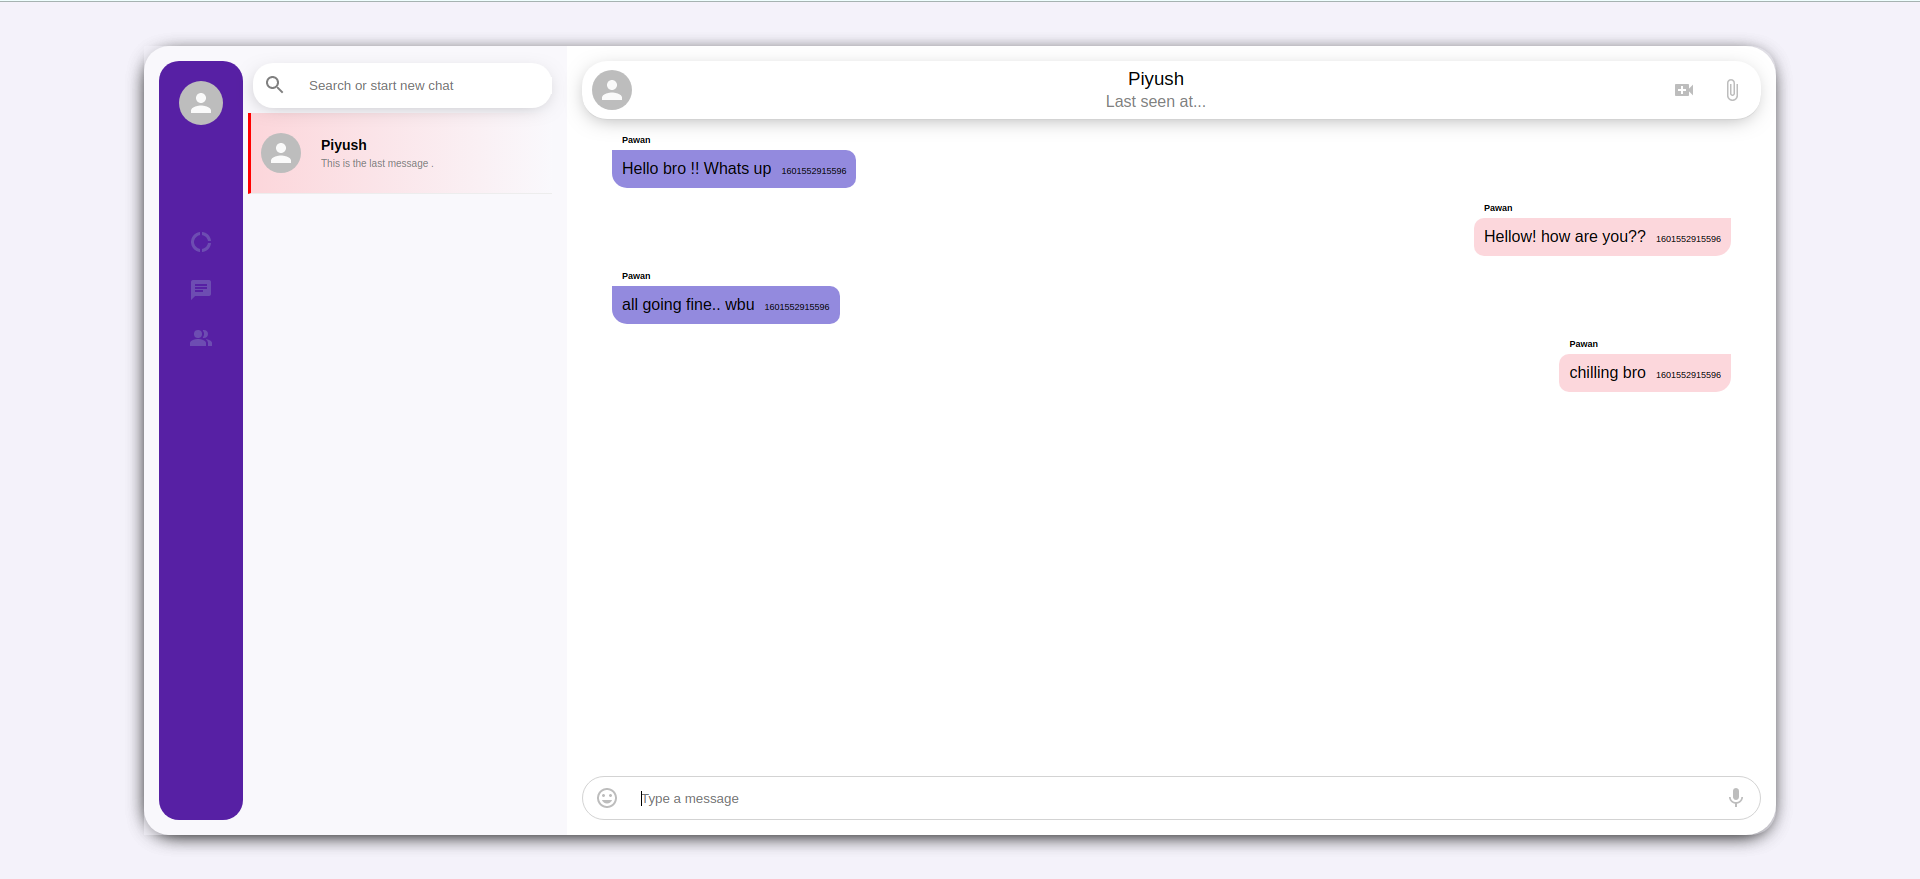 Search or start new chat
Piyush
This is the last message .
Piyush
Last seen at...
Pawan
Hello bro !! Whats up 1601552915596
Pawan
Hellow! how are you?? 1601552915596
Pawan
all going fine.. wbu 1601552915596
Pawan
chilling bro 1601552915596
Type a message